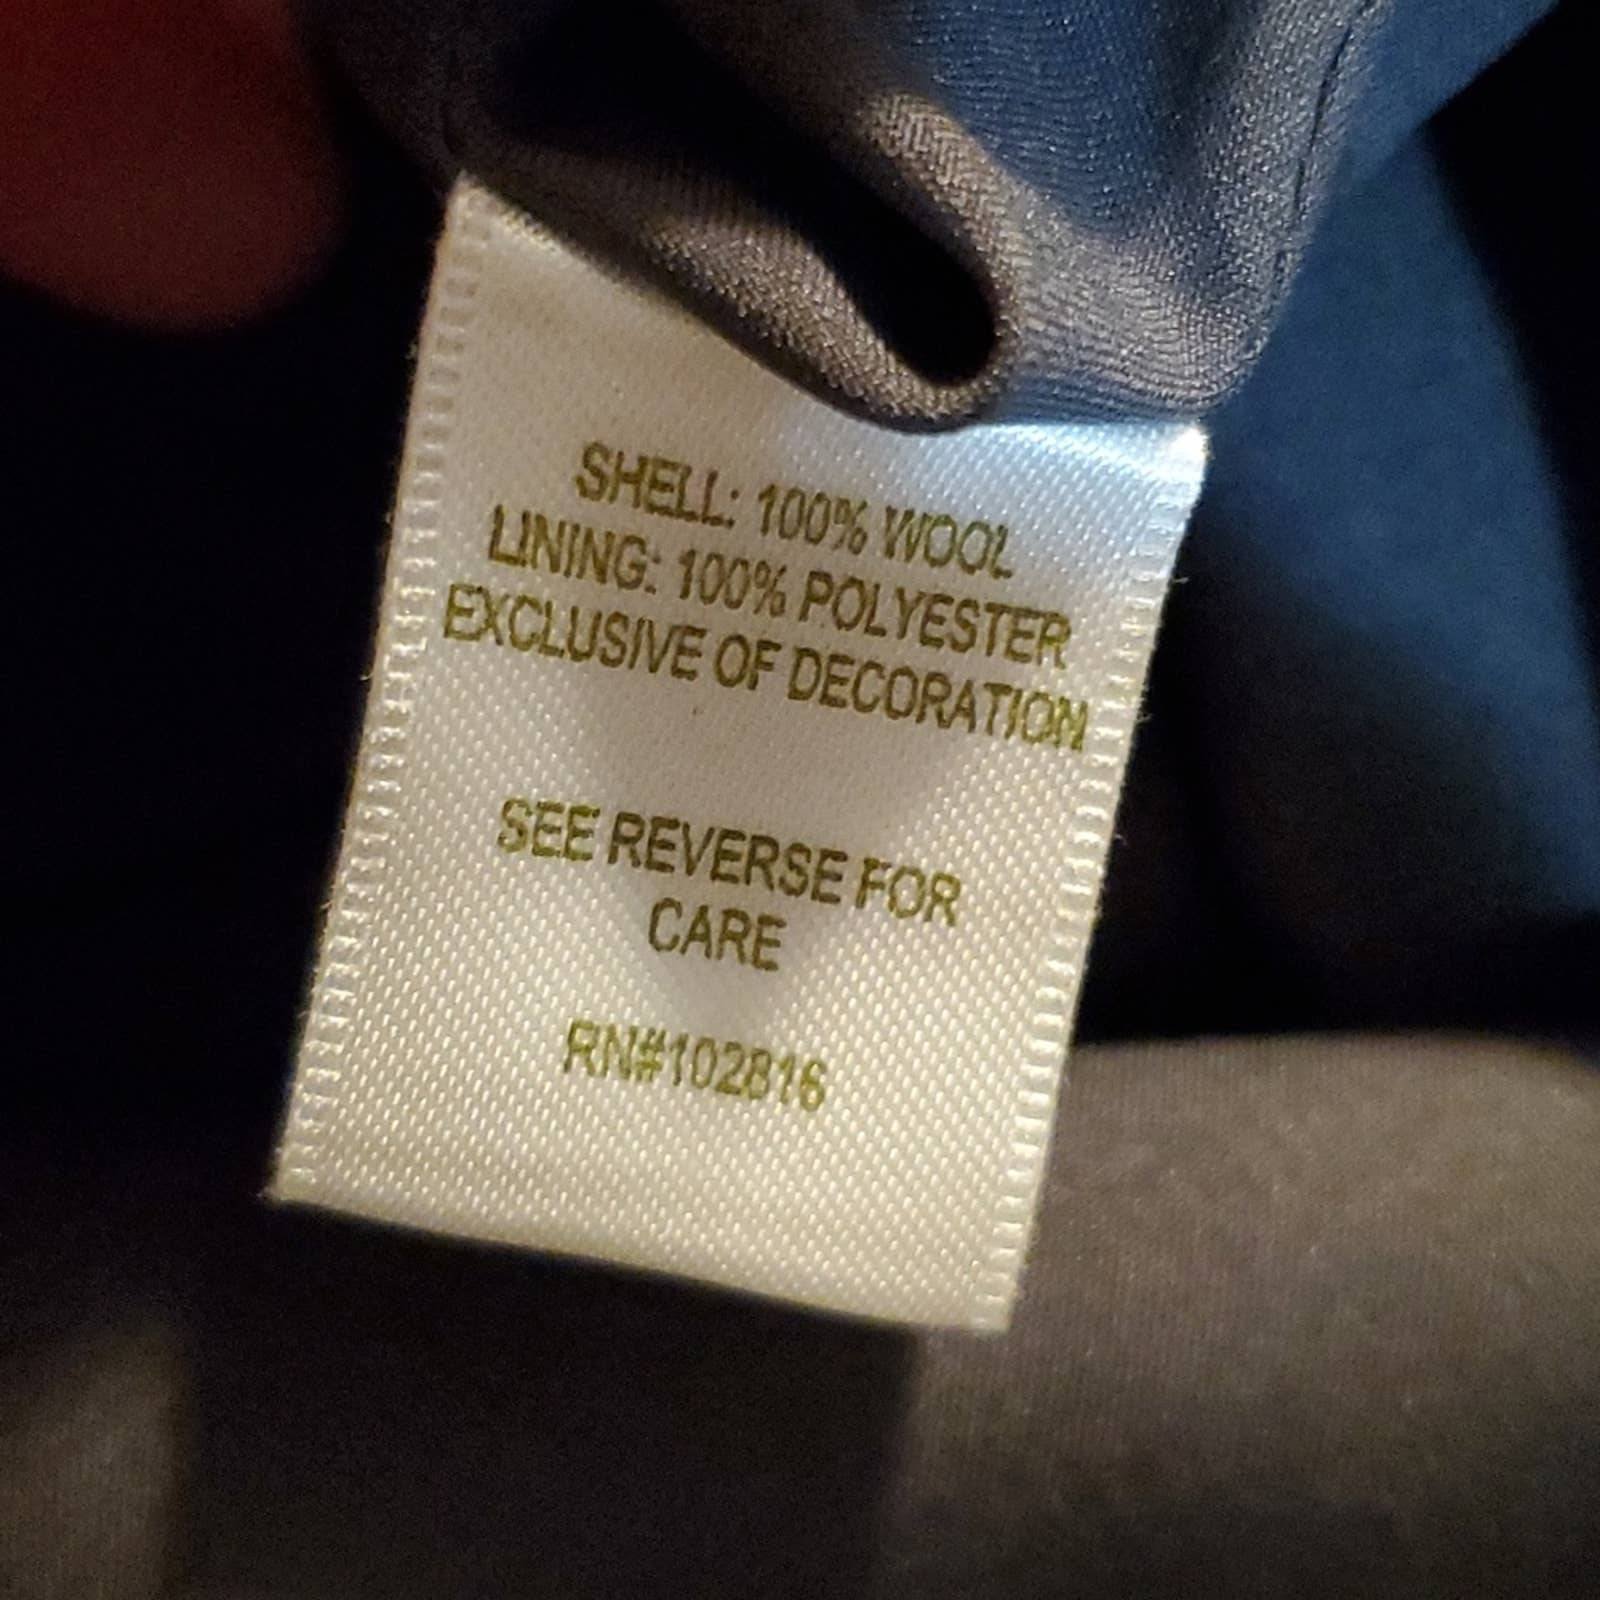 SHELL: 100% WOOL
LINING: 100% POLYESTER
EXCLUSIVE OF DECORATION
SEE REVERSE FOR
CARE
RN#102816